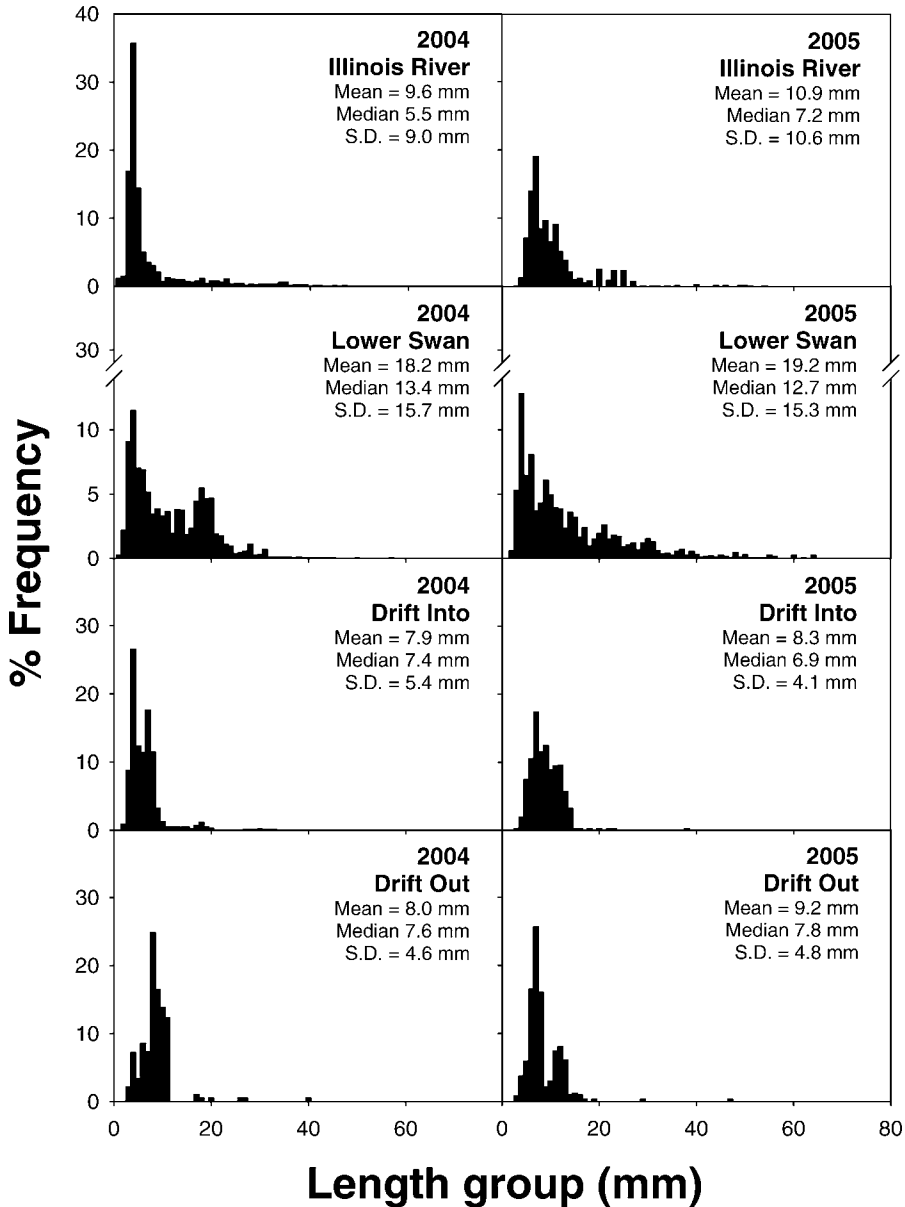 % Frequency
40
30
20
10
0
2004
Illinois River
Mean = 9.6 mm
Median 5.5 mm
S.D. = 9.0 mm
2005
Illinois River
Mean = 10.9 mm
Median 7.2 mm
S.D. = 10.6 mm
30
10
5
0
2004
Lower Swan
Mean = 18.2 mm
Median 13.4 mm
S.D. = 15.7 mm
2005
Lower Swan
Mean = 19.2 mm
Median 12.7 mm
S.D. = 15.3 mm
30
20
10
0
2004
Drift Into
Mean = 7.9 mm
Median 7.4 mm
S.D. = 5.4 mm
2005
Drift Into
Mean = 8.3 mm
Median 6.9 mm
S.D. = 4.1 mm
30
20
10
0
2004
Drift Out
Mean = 8.0 mm
Median 7.6 mm
S.D. = 4.6 mm
2005
Drift Out
Mean = 9.2 mm
Median 7.8 mm
S.D. = 4.8 mm
0 20 40 60 0 20 40 60 80
Length group (mm)